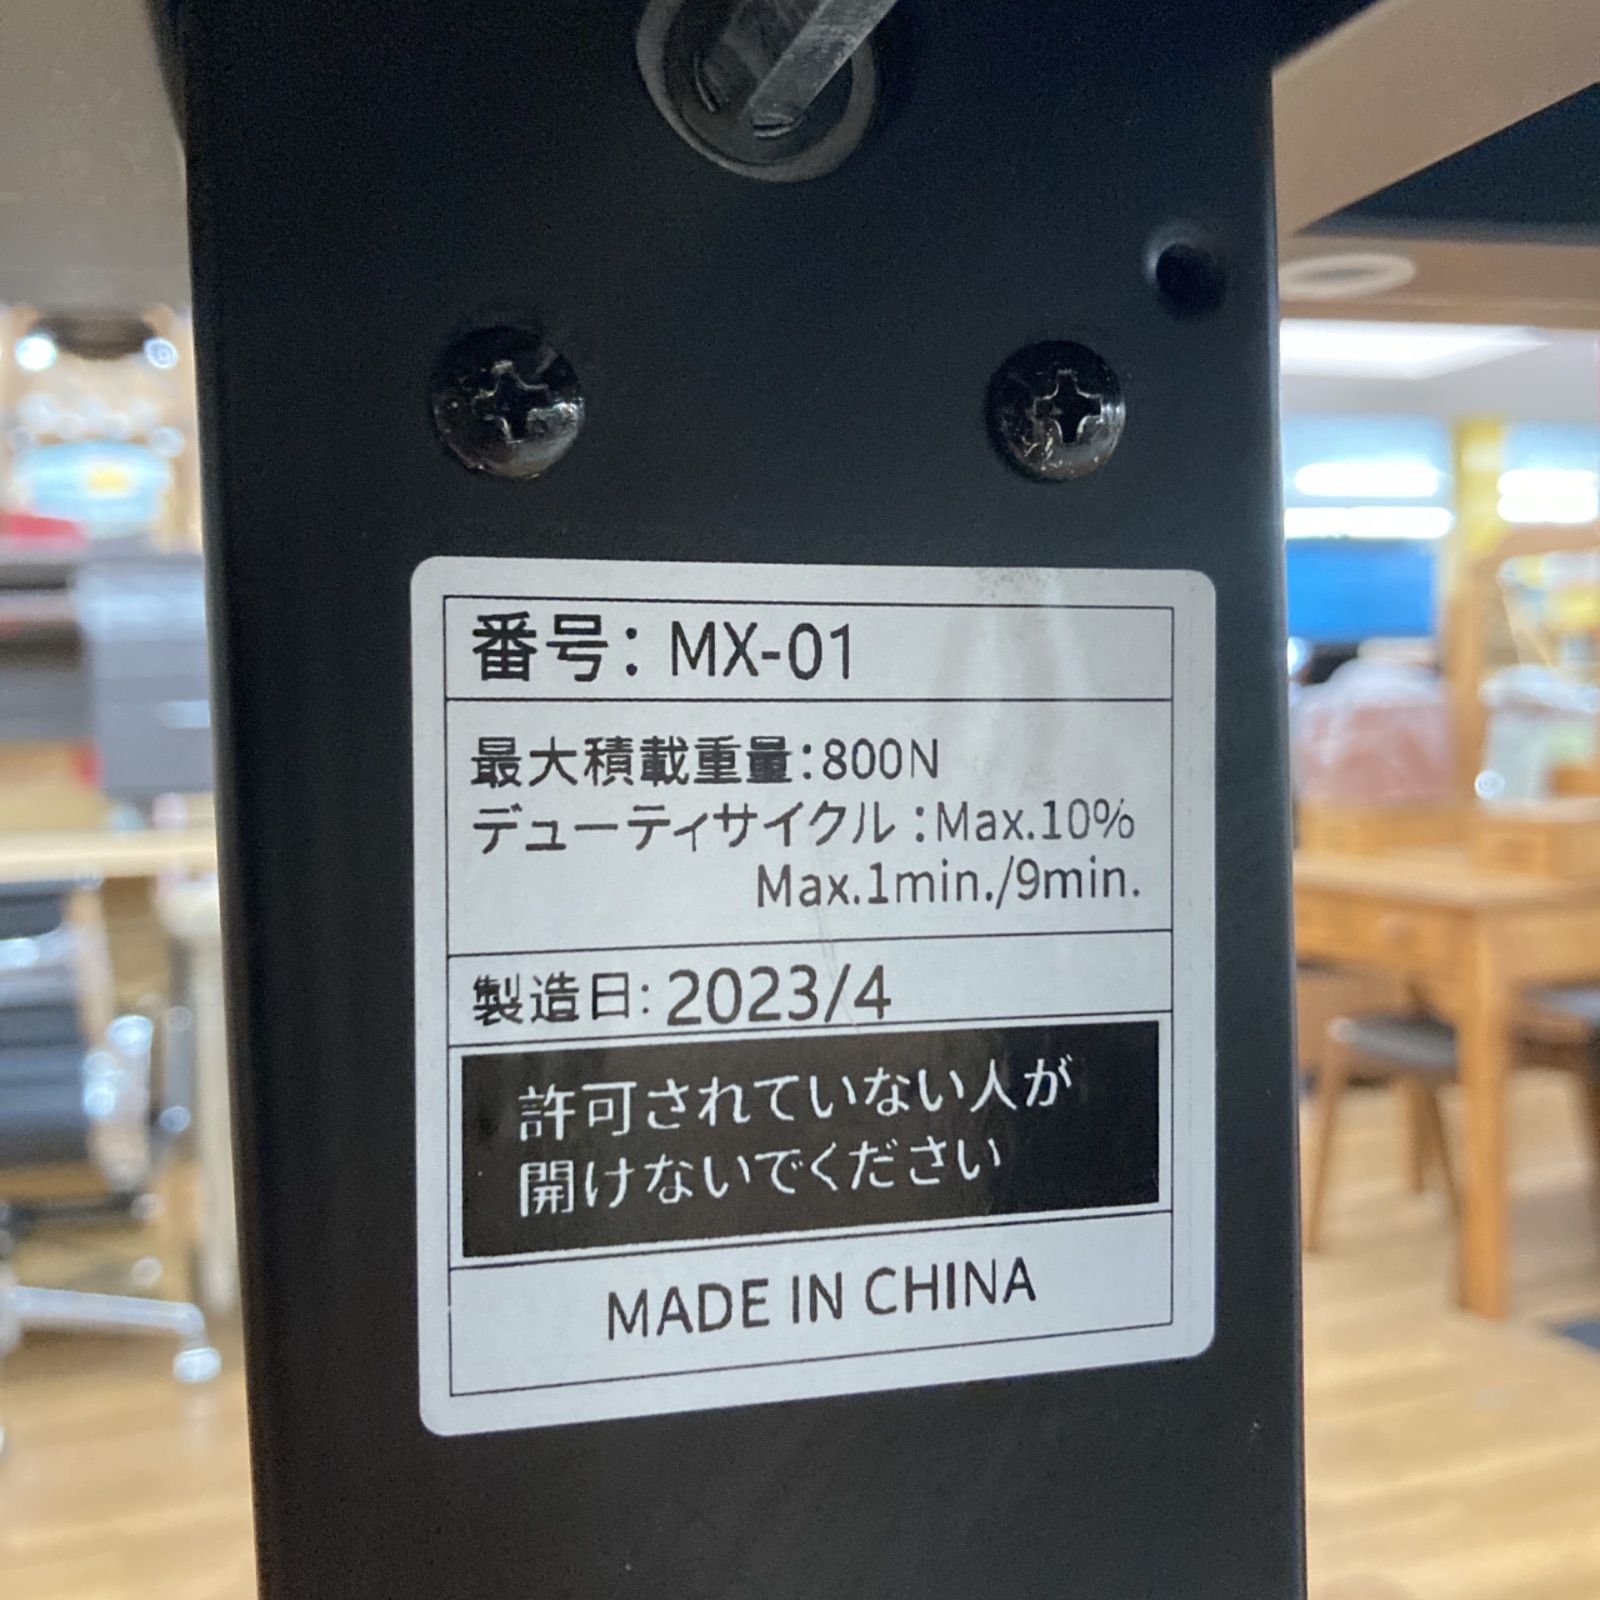 番号: MX-01
最大積載重量:800N
デューティサイクル:Max.10%
Max.1min./9min.
製造日: 2023/4
許可されていない人が
開けないでください
MADE IN CHINA